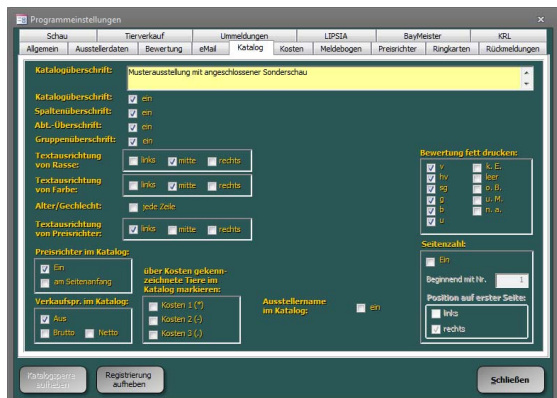 Programmeinstellungen
Schau Tierverkauf Ummeldungen LIPSIA BayMeister KRL
Allgemein Ausstellerdaten Bewertung eMail Katalog Kosten Meldebogen Preisrichter Ringkarten Rückmeldungen
Katalogüberschrift: Musterausstellung mit angeschlossener Sonderschau
Katalogüberschrift: ein
Spaltenüberschrift: ein
Abt.-Überschrift: ein
Gruppenüberschrift: ein
Textausrichtung
von Rasse: links mitte rechts
Textausrichtung
von Farbe: links mitte rechts
Alter/Gechlecht: jede Zeile
Textausrichtung
von Preisrichter: links mitte rechts
Bewertung fett drucken:
v k. E.
hv leer
sg o. B.
g u. M.
b n. a.
u
Preisrichter im Katalog:
Ein
am Seitenanfang
Verkaufspr. im Katalog:
Aus
Brutto Netto
über Kosten gekenn-
zeichnete Tiere im
Katalog markieren:
Kosten 1 (*)
Kosten 2 (-)
Kosten 3 (.)
Ausstellername
im Katalog: ein
Seitenzahl:
Ein
Beginnend mit Nr. 1
Position auf erster Seite:
links
rechts
Katalogsperre
aufheben
Registrierung
aufheben
Schließen